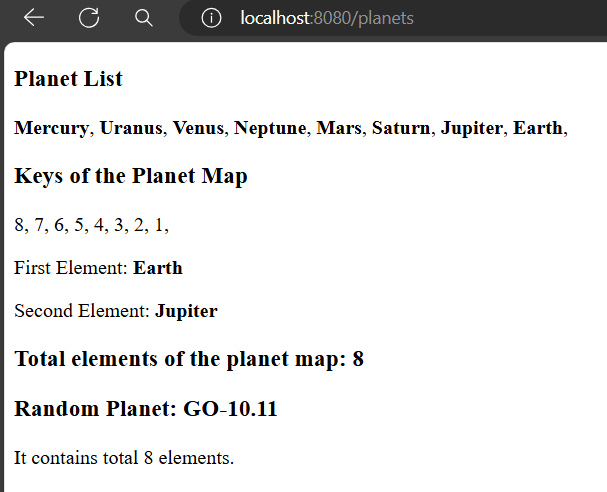 localhost:8080/planets
Planet List
Mercury, Uranus, Venus, Neptune, Mars, Saturn, Jupiter, Earth,
Keys of the Planet Map
8, 7, 6, 5, 4, 3, 2, 1,
First Element: Earth
Second Element: Jupiter
Total elements of the planet map: 8
Random Planet: GO-10.11
It contains total 8 elements.